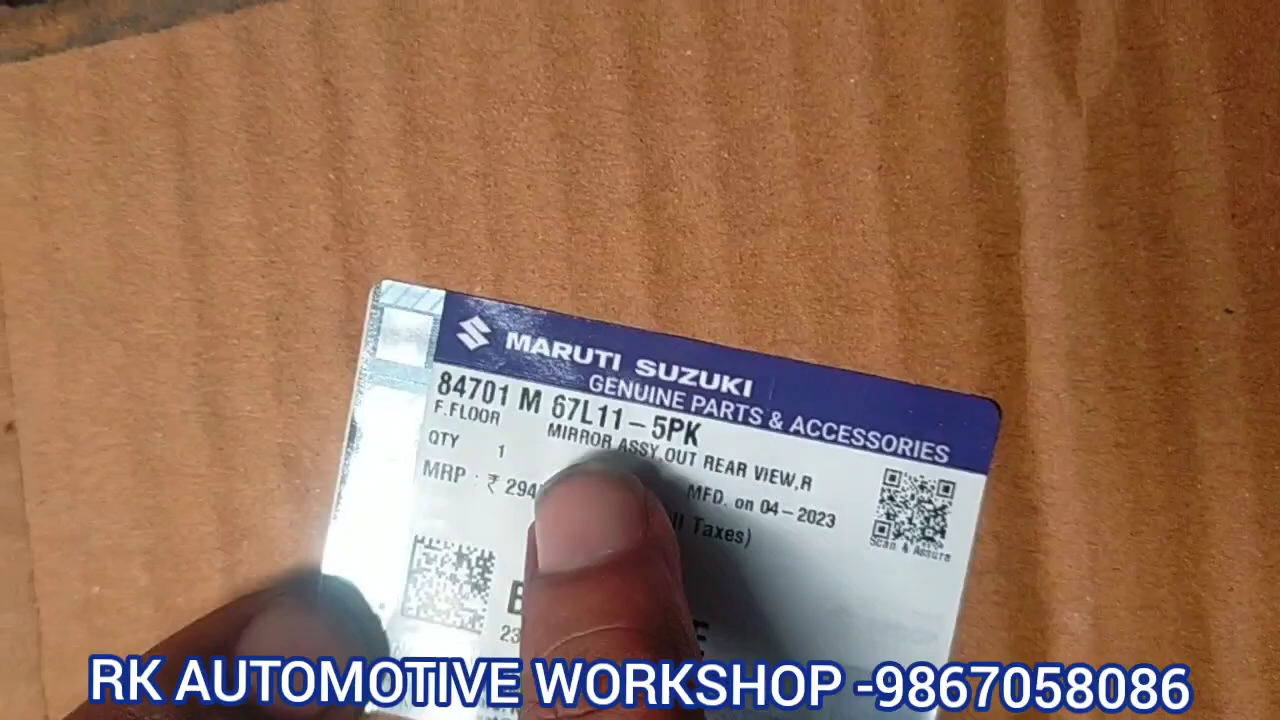 MARUTI SUZUKI
GENUINE PARTS & ACCESSORIES
84701 M 67L11-5PK
F.FLOOR MIRROR ASSY,OUT REAR VIEW,R
QTY 1 MFD. on 04-2023
MRP : ₹
Taxes)
Scan & Assure
RK AUTOMOTIVE WORKSHOP -9867058086